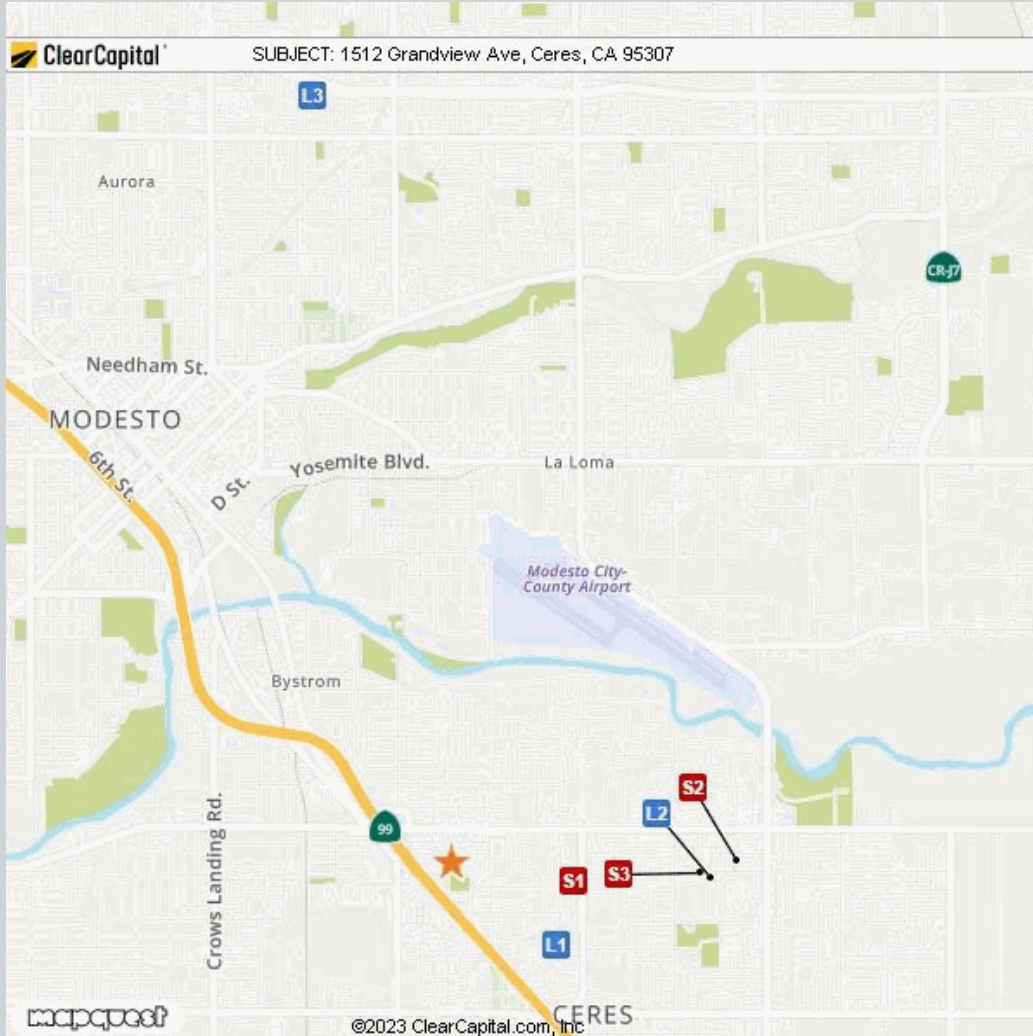 ClearCapital
SUBJECT: 1512 Grandview Ave, Ceres, CA 95307
L3
Aurora
CR-J7
Needham St.
MODESTO
6th St.
D St.
Yosemite Blvd.
La Loma
Modesto City-
County Airport
Bystrom
Crows Landing Rd.
99
S2
L2
S1
S3
L1
mapquest
©2023 ClearCapital.com, Inc
CERES